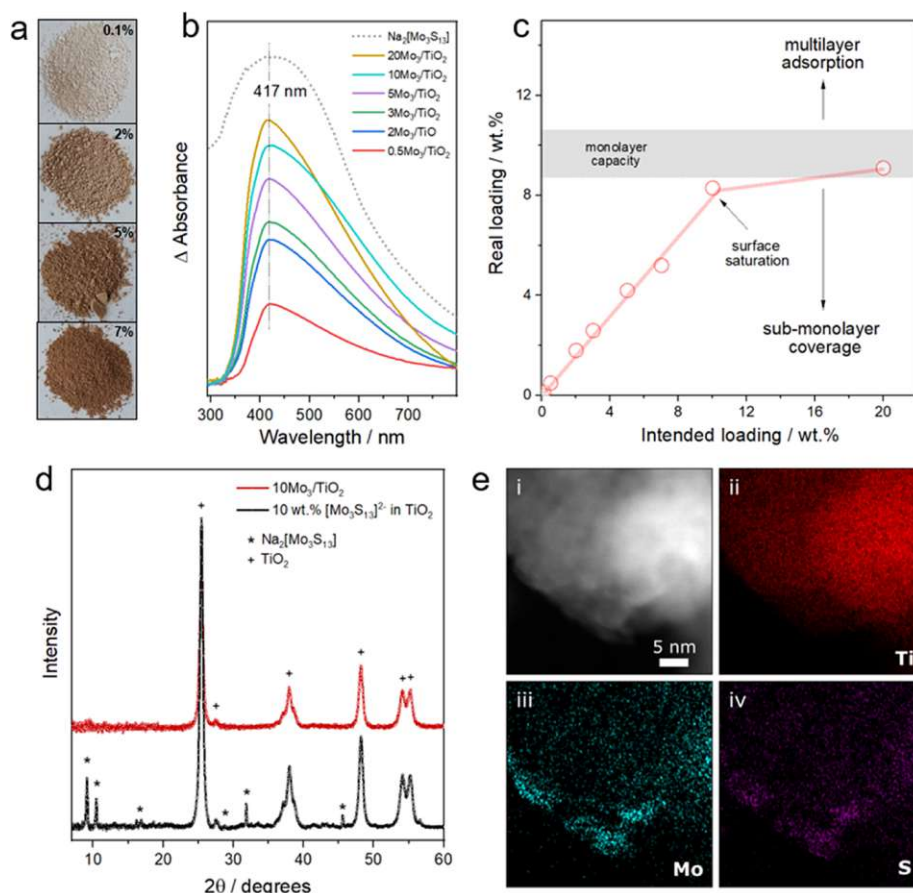 a
0.1%
2%
5%
7%
b
Na₂[Mo₃S₁₃]
20Mo₃/TiO₂
10Mo₃/TiO₂
5Mo₃/TiO₂
3Mo₃/TiO₂
2Mo₃/TiO
0.5Mo₃/TiO₂
417 nm
Δ Absorbance
300 400 500 600 700
Wavelength / nm
c
multilayer
adsorption
monolayer
capacity
surface
saturation
sub-monolayer
coverage
Real loading / wt.%
12
8
4
0
0 4 8 12 16 20
Intended loading / wt.%
d
10Mo₃/TiO₂
10 wt.% [Mo₃S₁₃]²⁻ in TiO₂
* Na₂[Mo₃S₁₃]
+ TiO₂
Intensity
10 20 30 40 50 60
2θ / degrees
e
i
5 nm
ii
Ti
iii
Mo
iv
S